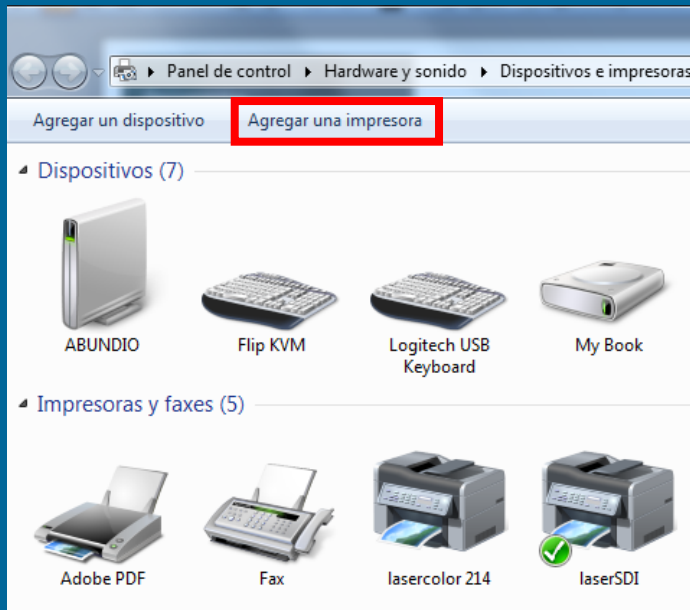 Panel de control Hardware y sonido Dispositivos e impresoras
Agregar un dispositivo Agregar una impresora
Dispositivos (7)
ABUNDIO Flip KVM Logitech USB My Book
Keyboard
Impresoras y faxes (5)
Adobe PDF Fax lasercolor 214 laserSDI